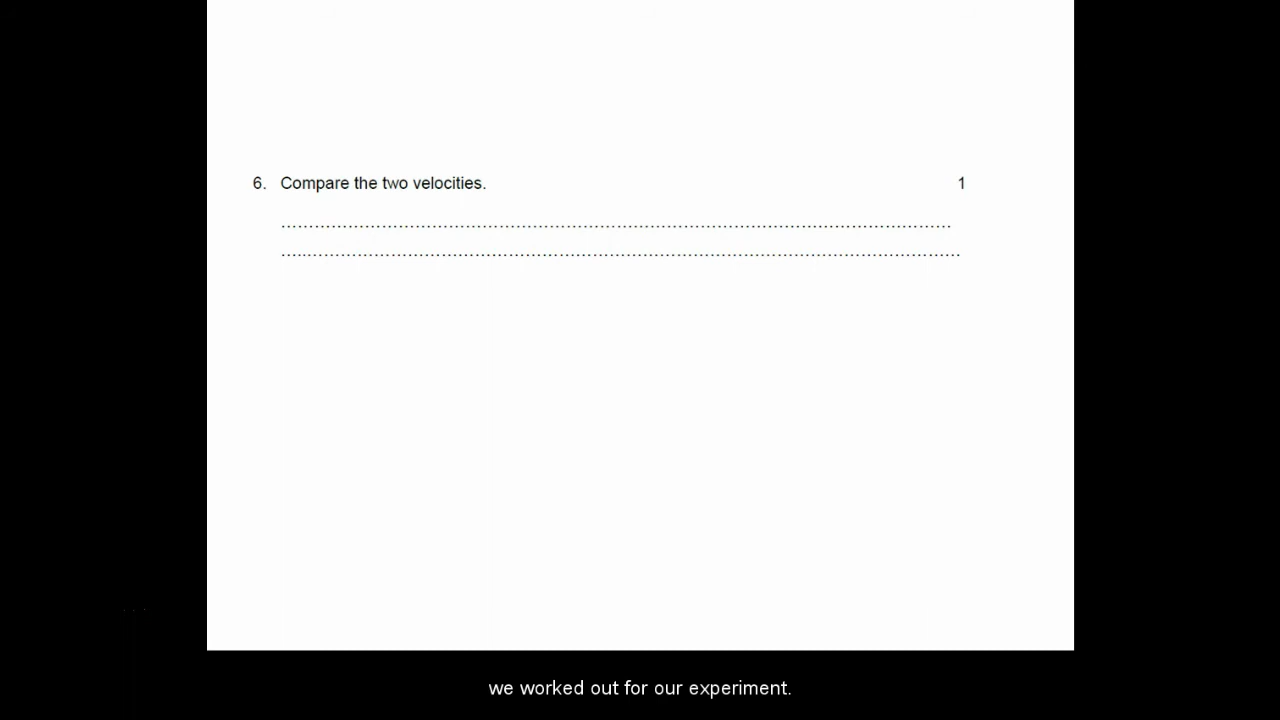 6. Compare the two velocities. 1
................................................................................................................
.................................................................................................................
we worked out for our experiment.